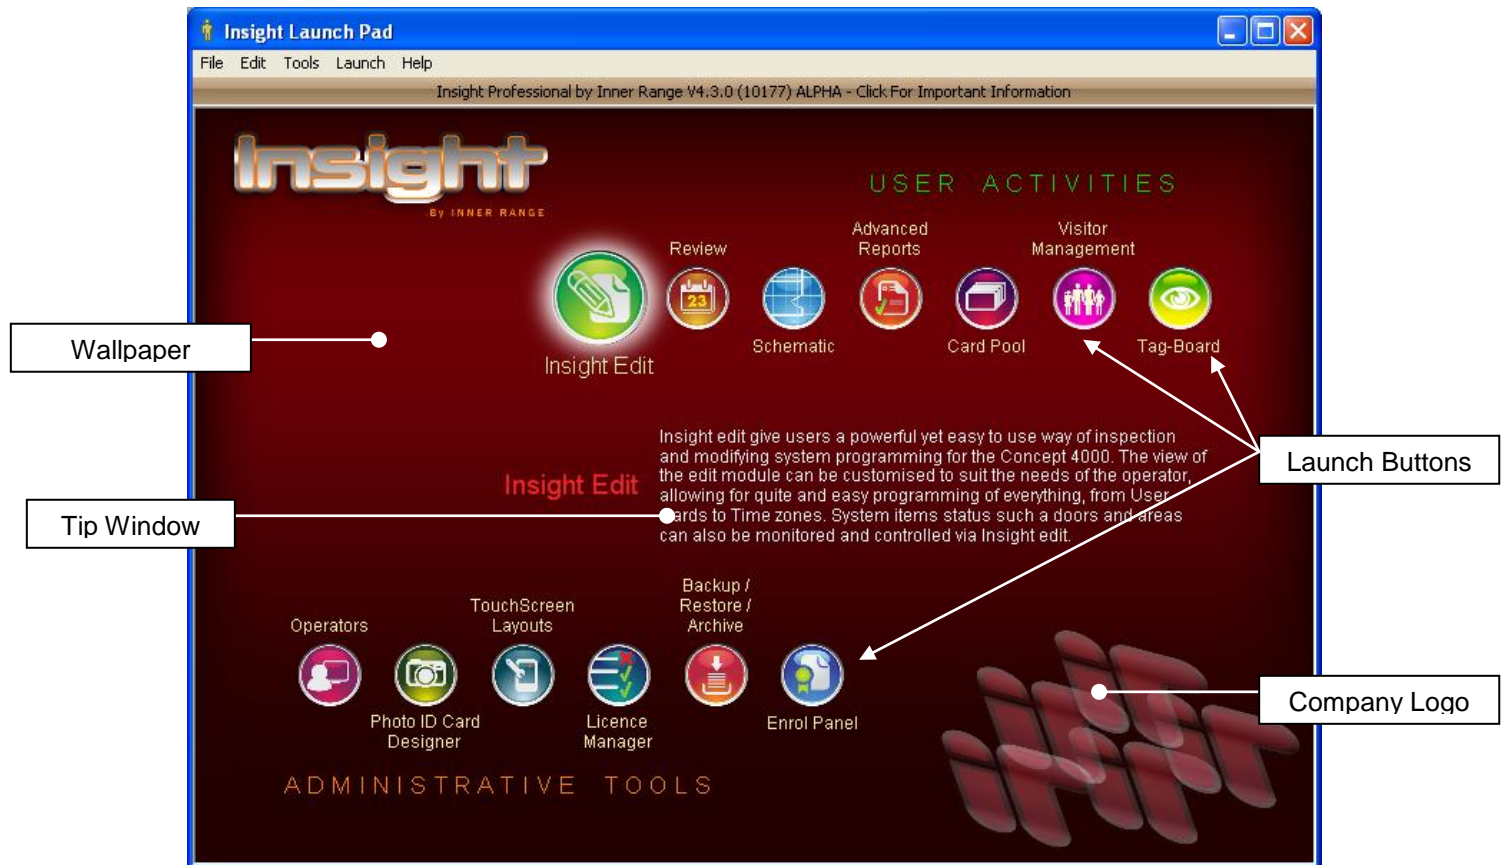 Insight Launch Pad
File Edit Tools Launch Help
Insight Professional by Inner Range V4.3.0 (10177) ALPHA - Click For Important Information
Insight
By INNER RANGE
USER ACTIVITIES
Advanced
Reports
Visitor
Management
Review
23
Schematic
Card Pool
Tag-Board
Insight Edit
Wallpaper
Insight edit give users a powerful yet easy to use way of inspection
and modifying system programming for the Concept 4000. The view of
the edit module can be customised to suit the needs of the operator,
allowing for quite and easy programming of everything, from User
cards to Time zones. System items status such a doors and areas
can also be monitored and controlled via Insight edit.
Insight Edit
Launch Buttons
Tip Window
Operators
TouchScreen
Layouts
Backup /
Restore /
Archive
Photo ID Card
Designer
Licence
Manager
Enrol Panel
Company Logo
ADMINISTRATIVE TOOLS